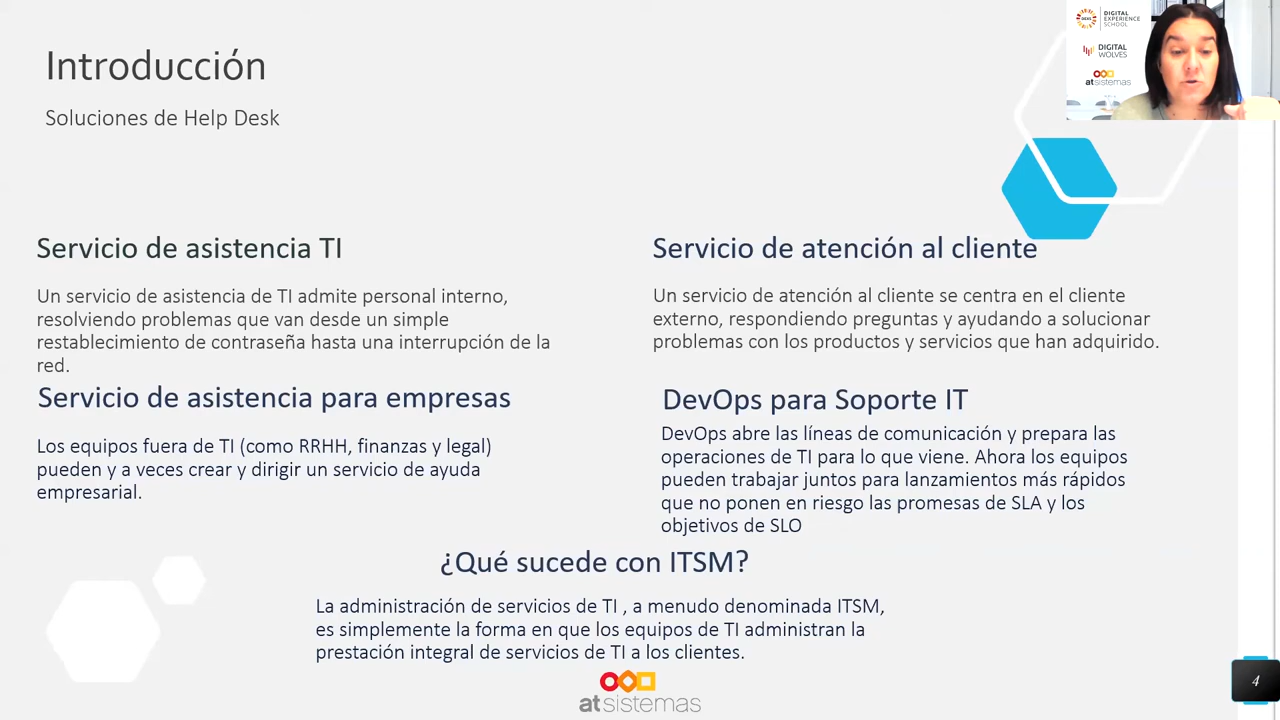 Introducción
Soluciones de Help Desk
DIGITAL
EXPERIENCE
SCHOOL
DIGITAL
WOLVES
atsistemas
Servicio de asistencia TI
Un servicio de asistencia de TI admite personal interno,
resolviendo problemas que van desde un simple
restablecimiento de contraseña hasta una interrupción de la
red.
Servicio de atención al cliente
Un servicio de atención al cliente se centra en el cliente
externo, respondiendo preguntas y ayudando a solucionar
problemas con los productos y servicios que han adquirido.
Servicio de asistencia para empresas
Los equipos fuera de TI (como RRHH, finanzas y legal)
pueden y a veces crear y dirigir un servicio de ayuda
empresarial.
DevOps para Soporte IT
DevOps abre las líneas de comunicación y prepara las
operaciones de TI para lo que viene. Ahora los equipos
pueden trabajar juntos para lanzamientos más rápidos
que no ponen en riesgo las promesas de SLA y los
objetivos de SLO
¿Qué sucede con ITSM?
La administración de servicios de TI , a menudo denominada ITSM,
es simplemente la forma en que los equipos de TI administran la
prestación integral de servicios de TI a los clientes.
atsistemas
4